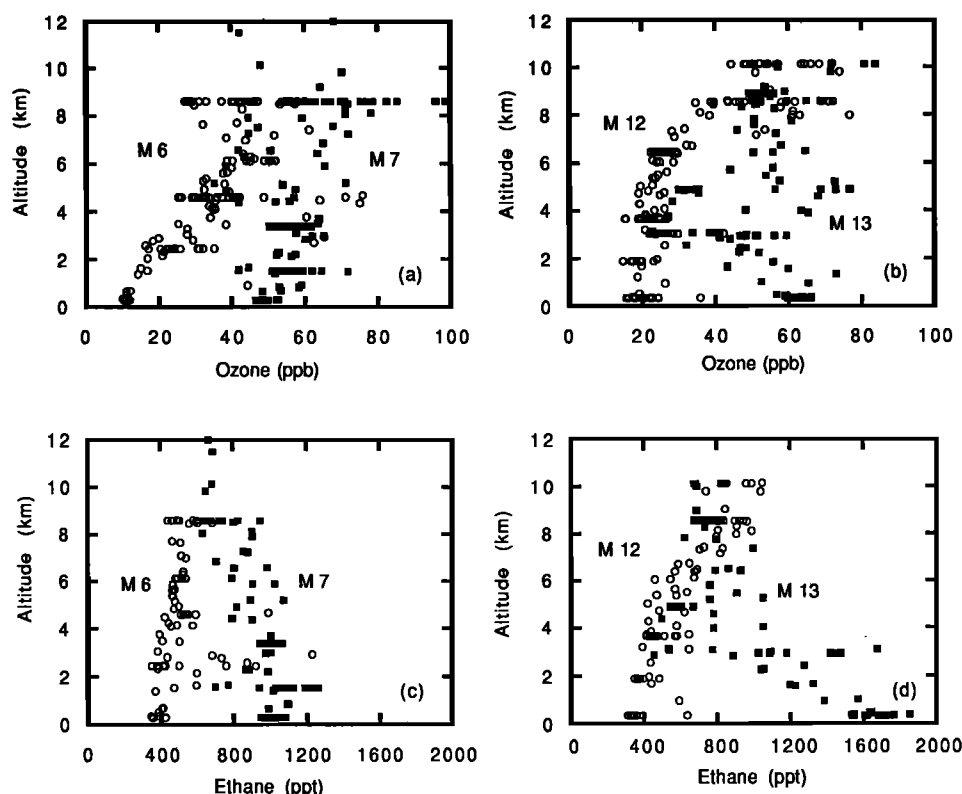 12
10
8
6
4
2
0
Altitude (km)
M 6
M 7
(a)
0 20 40 60 80 100
Ozone (ppb)
12
10
8
6
4
2
0
Altitude (km)
M 12
M 13
(b)
0 20 40 60 80 100
Ozone (ppb)
12
10
8
6
4
2
0
Altitude (km)
M 6
M 7
(c)
0 400 800 1200 1600 2000
Ethane (ppt)
12
10
8
6
4
2
0
Altitude (km)
M 12
M 13
(d)
0 400 800 1200 1600 2000
Ethane (ppt)